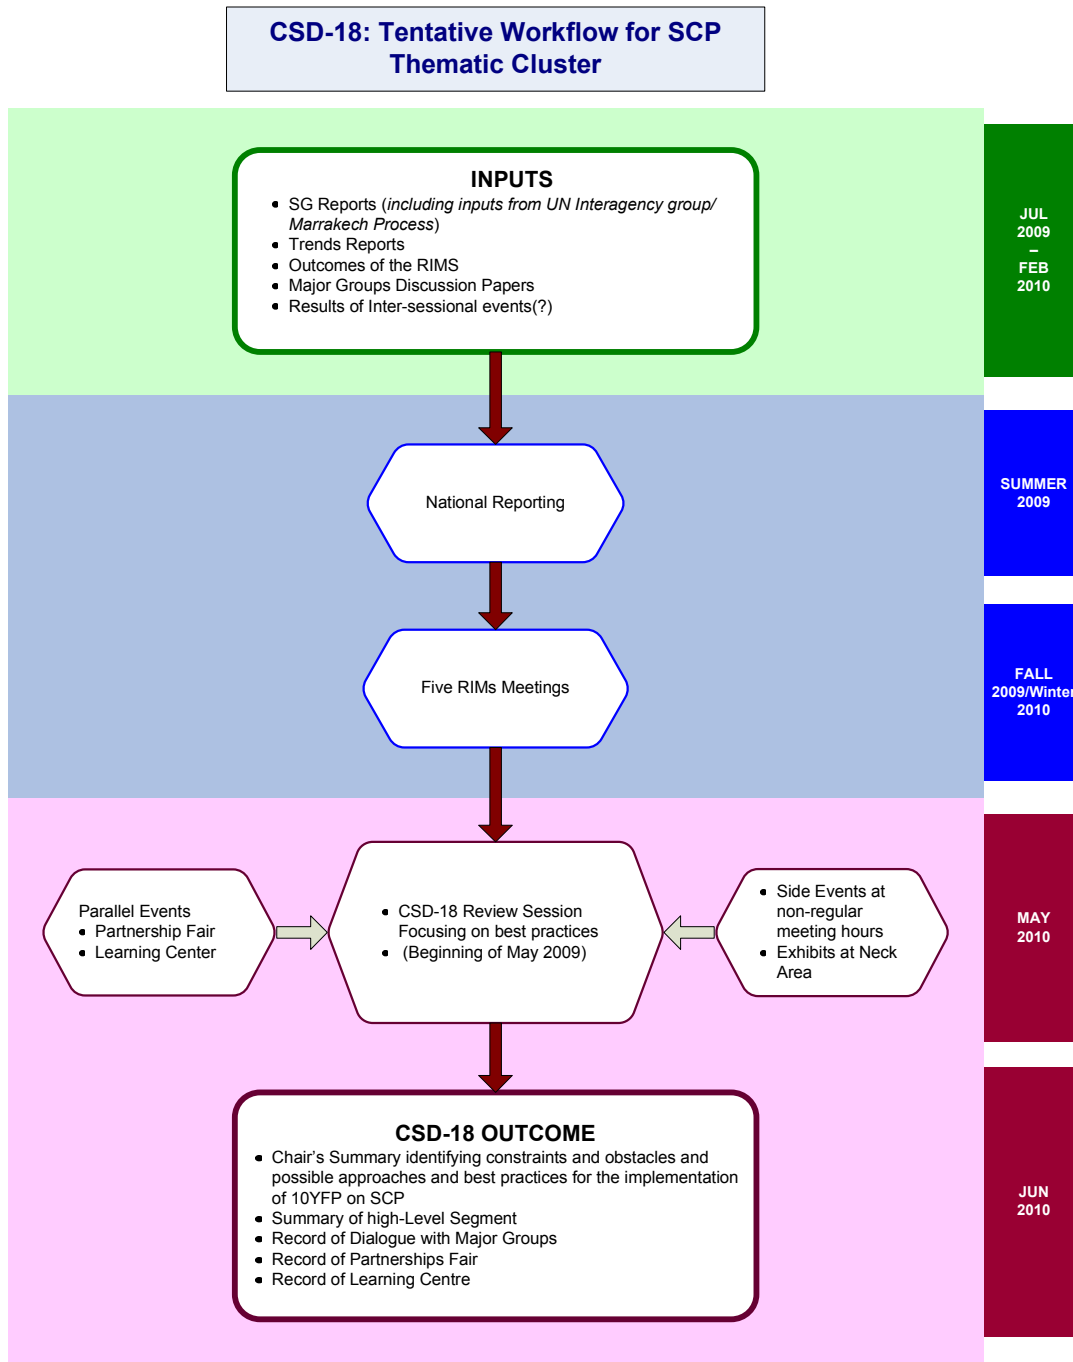 CSD-18: Tentative Workflow for SCP
Thematic Cluster
INPUTS
• SG Reports (including inputs from UN Interagency group/
Marrakech Process)
• Trends Reports
• Outcomes of the RIMS
• Major Groups Discussion Papers
• Results of Inter-sessional events(?)
JUL
2009
–
FEB
2010
National Reporting
SUMMER
2009
Five RIMs Meetings
FALL
2009/Winter
2010
Parallel Events
• Partnership Fair
• Learning Center
• CSD-18 Review Session
Focusing on best practices
• (Beginning of May 2009)
• Side Events at
non-regular
meeting hours
• Exhibits at Neck
Area
MAY
2010
CSD-18 OUTCOME
• Chair's Summary identifying constraints and obstacles and
possible approaches and best practices for the implementation
of 10YFP on SCP
• Summary of high-Level Segment
• Record of Dialogue with Major Groups
• Record of Partnerships Fair
• Record of Learning Centre
JUN
2010